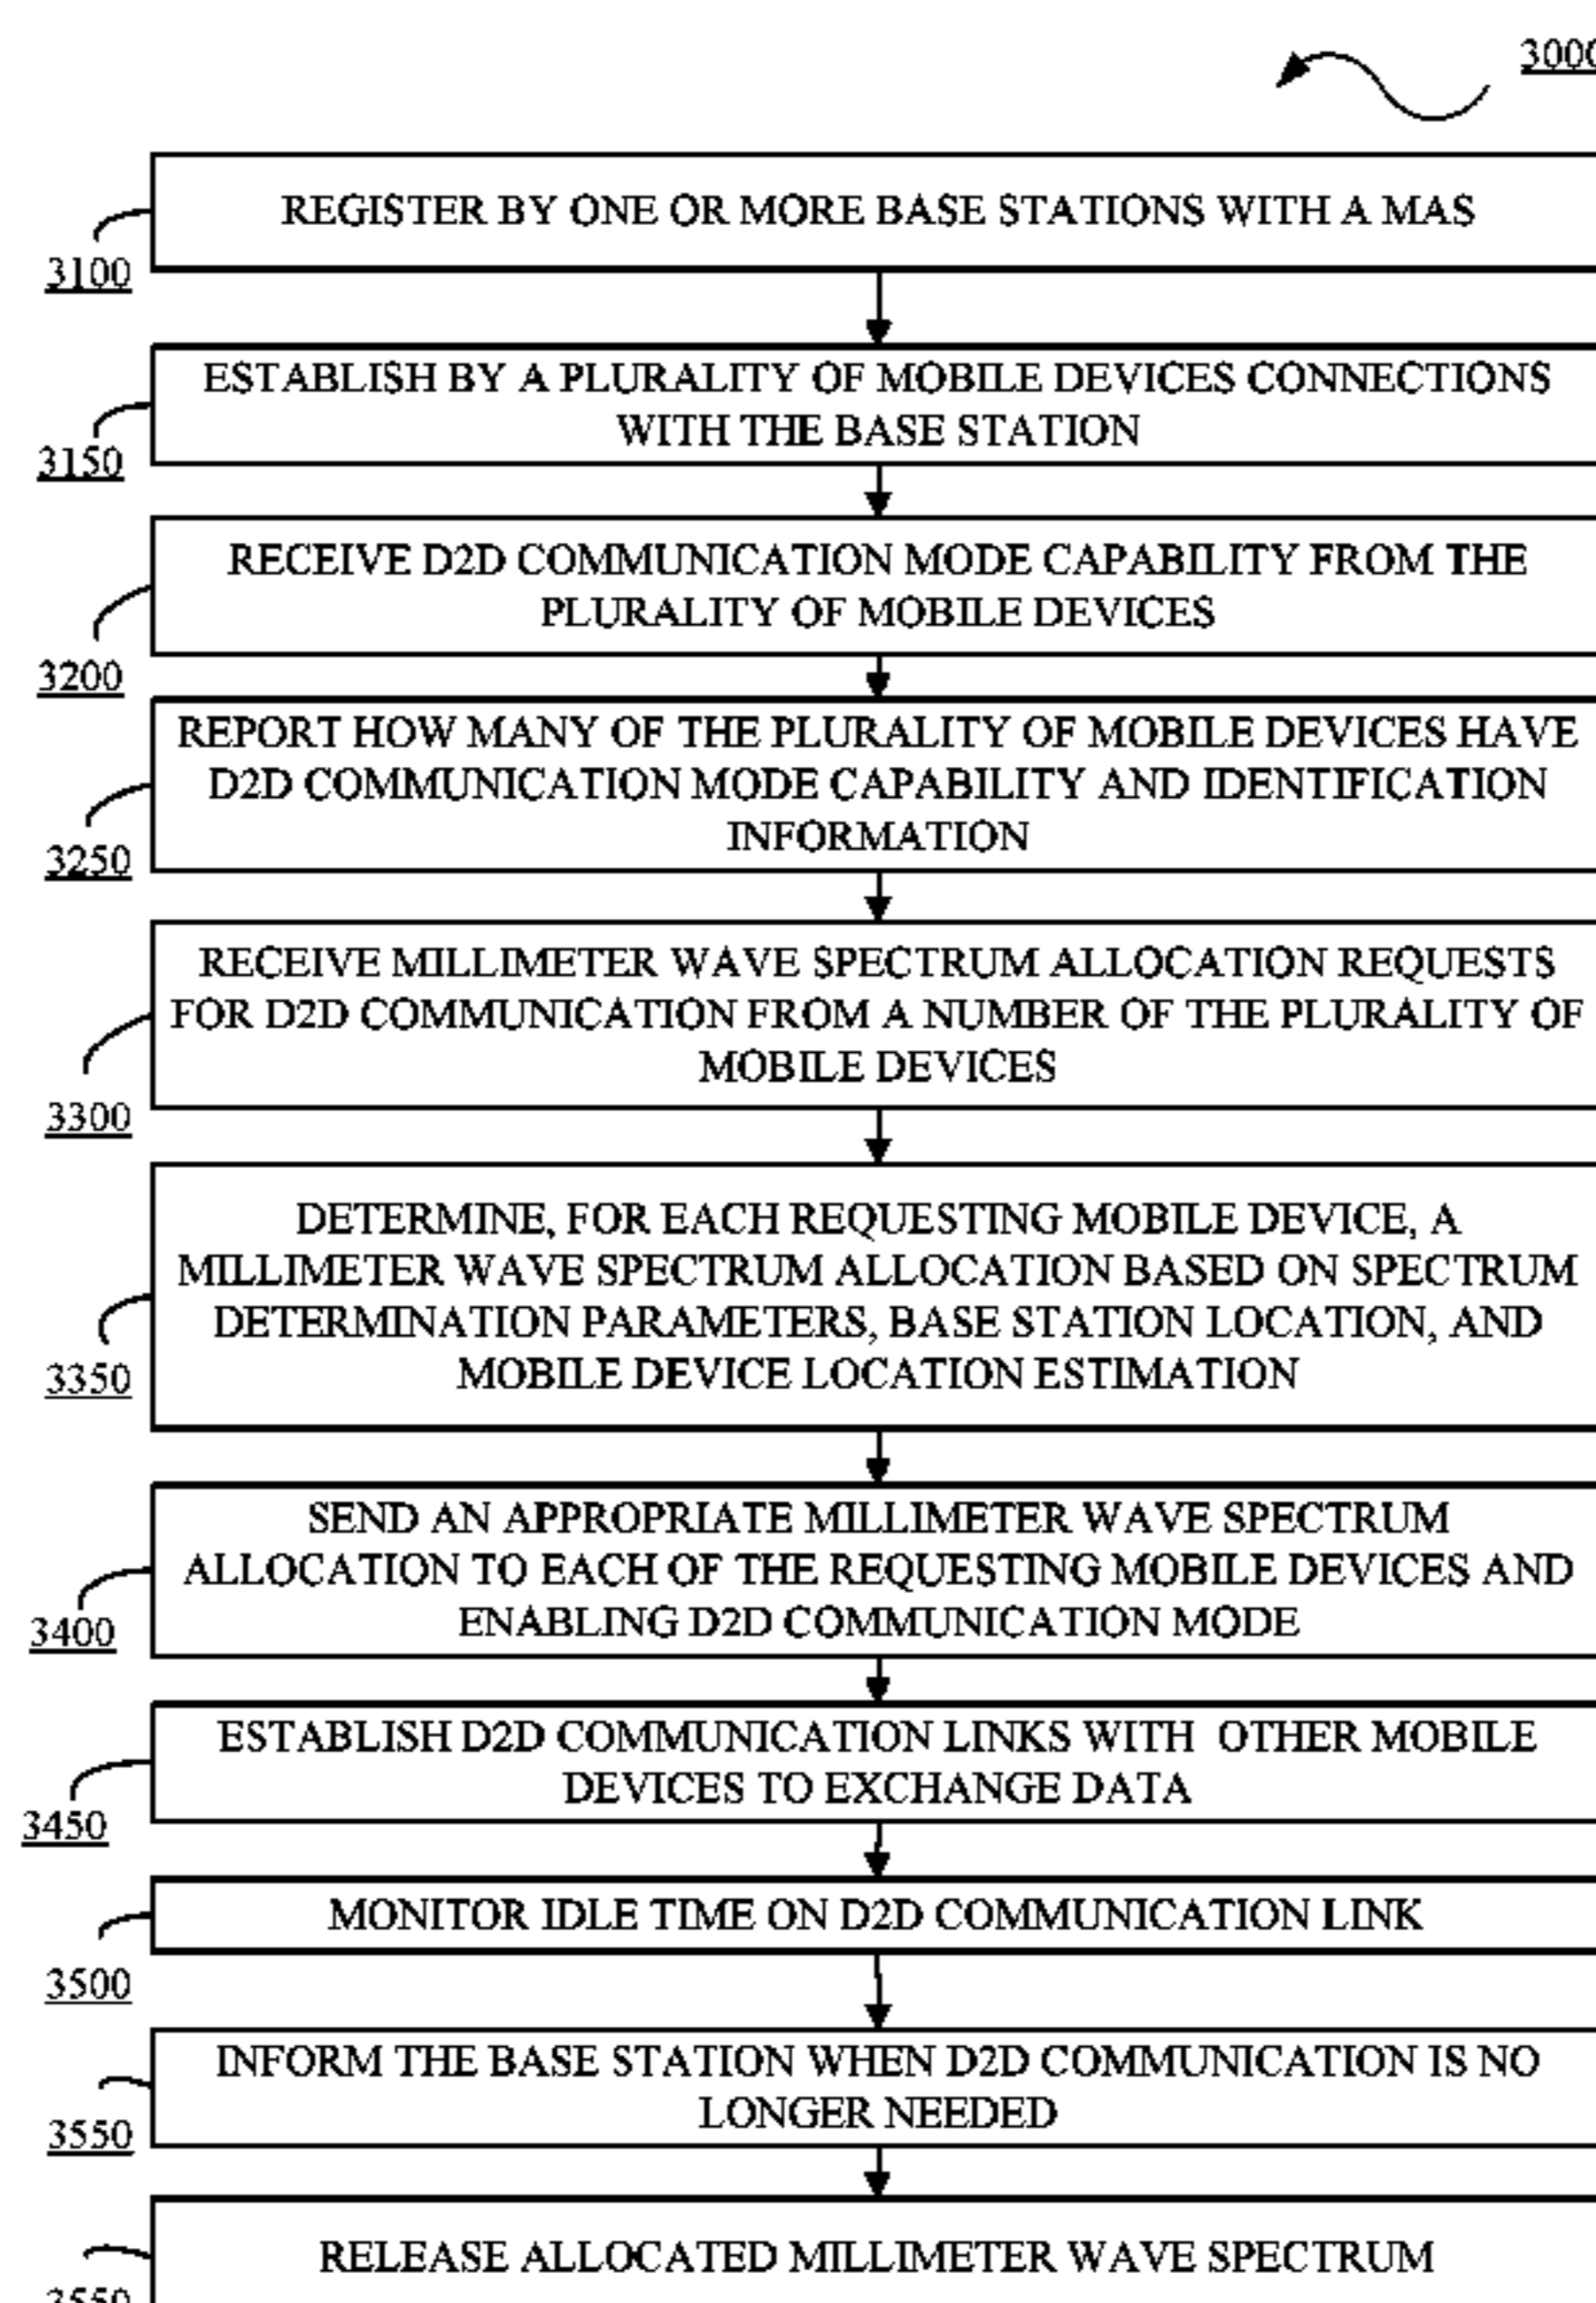 3000
REGISTER BY ONE OR MORE BASE STATIONS WITH A MAS
3100
ESTABLISH BY A PLURALITY OF MOBILE DEVICES CONNECTIONS
WITH THE BASE STATION
3150
RECEIVE D2D COMMUNICATION MODE CAPABILITY FROM THE
PLURALITY OF MOBILE DEVICES
3200
REPORT HOW MANY OF THE PLURALITY OF MOBILE DEVICES HAVE
D2D COMMUNICATION MODE CAPABILITY AND IDENTIFICATION
INFORMATION
3250
RECEIVE MILLIMETER WAVE SPECTRUM ALLOCATION REQUESTS
FOR D2D COMMUNICATION FROM A NUMBER OF THE PLURALITY OF
MOBILE DEVICES
3300
DETERMINE, FOR EACH REQUESTING MOBILE DEVICE, A
MILLIMETER WAVE SPECTRUM ALLOCATION BASED ON SPECTRUM
DETERMINATION PARAMETERS, BASE STATION LOCATION, AND
MOBILE DEVICE LOCATION ESTIMATION
3350
SEND AN APPROPRIATE MILLIMETER WAVE SPECTRUM
ALLOCATION TO EACH OF THE REQUESTING MOBILE DEVICES AND
ENABLING D2D COMMUNICATION MODE
3400
ESTABLISH D2D COMMUNICATION LINKS WITH OTHER MOBILE
DEVICES TO EXCHANGE DATA
3450
MONITOR IDLE TIME ON D2D COMMUNICATION LINK
3500
INFORM THE BASE STATION WHEN D2D COMMUNICATION IS NO
LONGER NEEDED
3550
RELEASE ALLOCATED MILLIMETER WAVE SPECTRUM